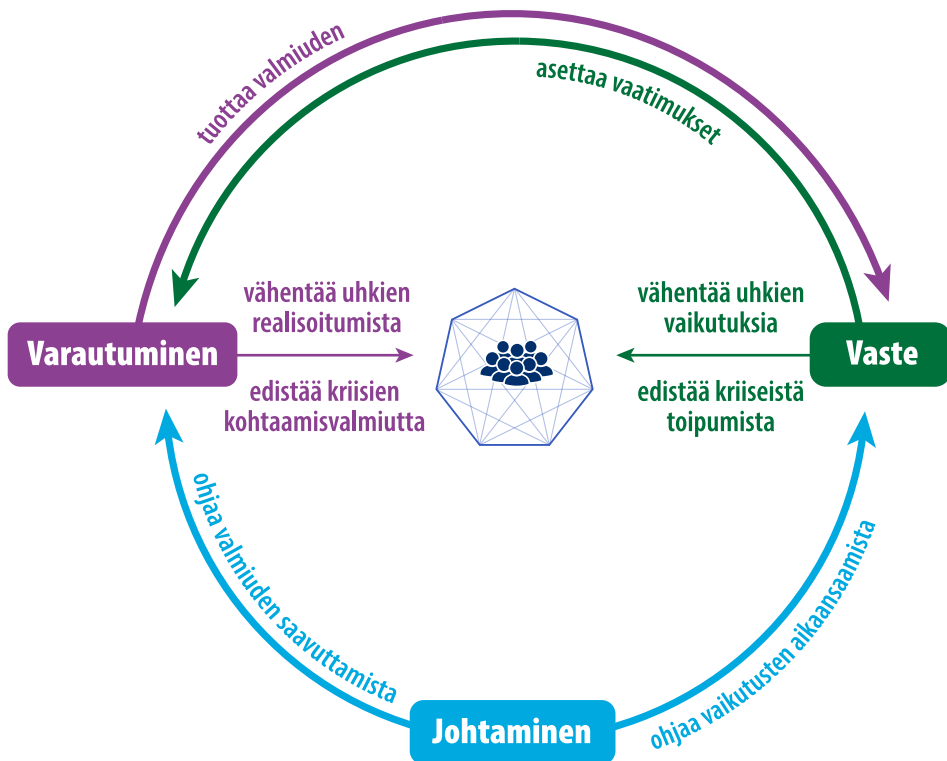 tuottaa valmiuden
asettaa vaatimukset
vähentää uhkien
realisoitumista
vähentää uhkien
vaikutuksia
Varautuminen
Vaste
edistää kriisien
kohtaamisvalmiutta
edistää kriiseistä
toipumista
ohjaa valmiuden saavuttamista
ohjaa vaikutusten aikaansaamista
Johtaminen